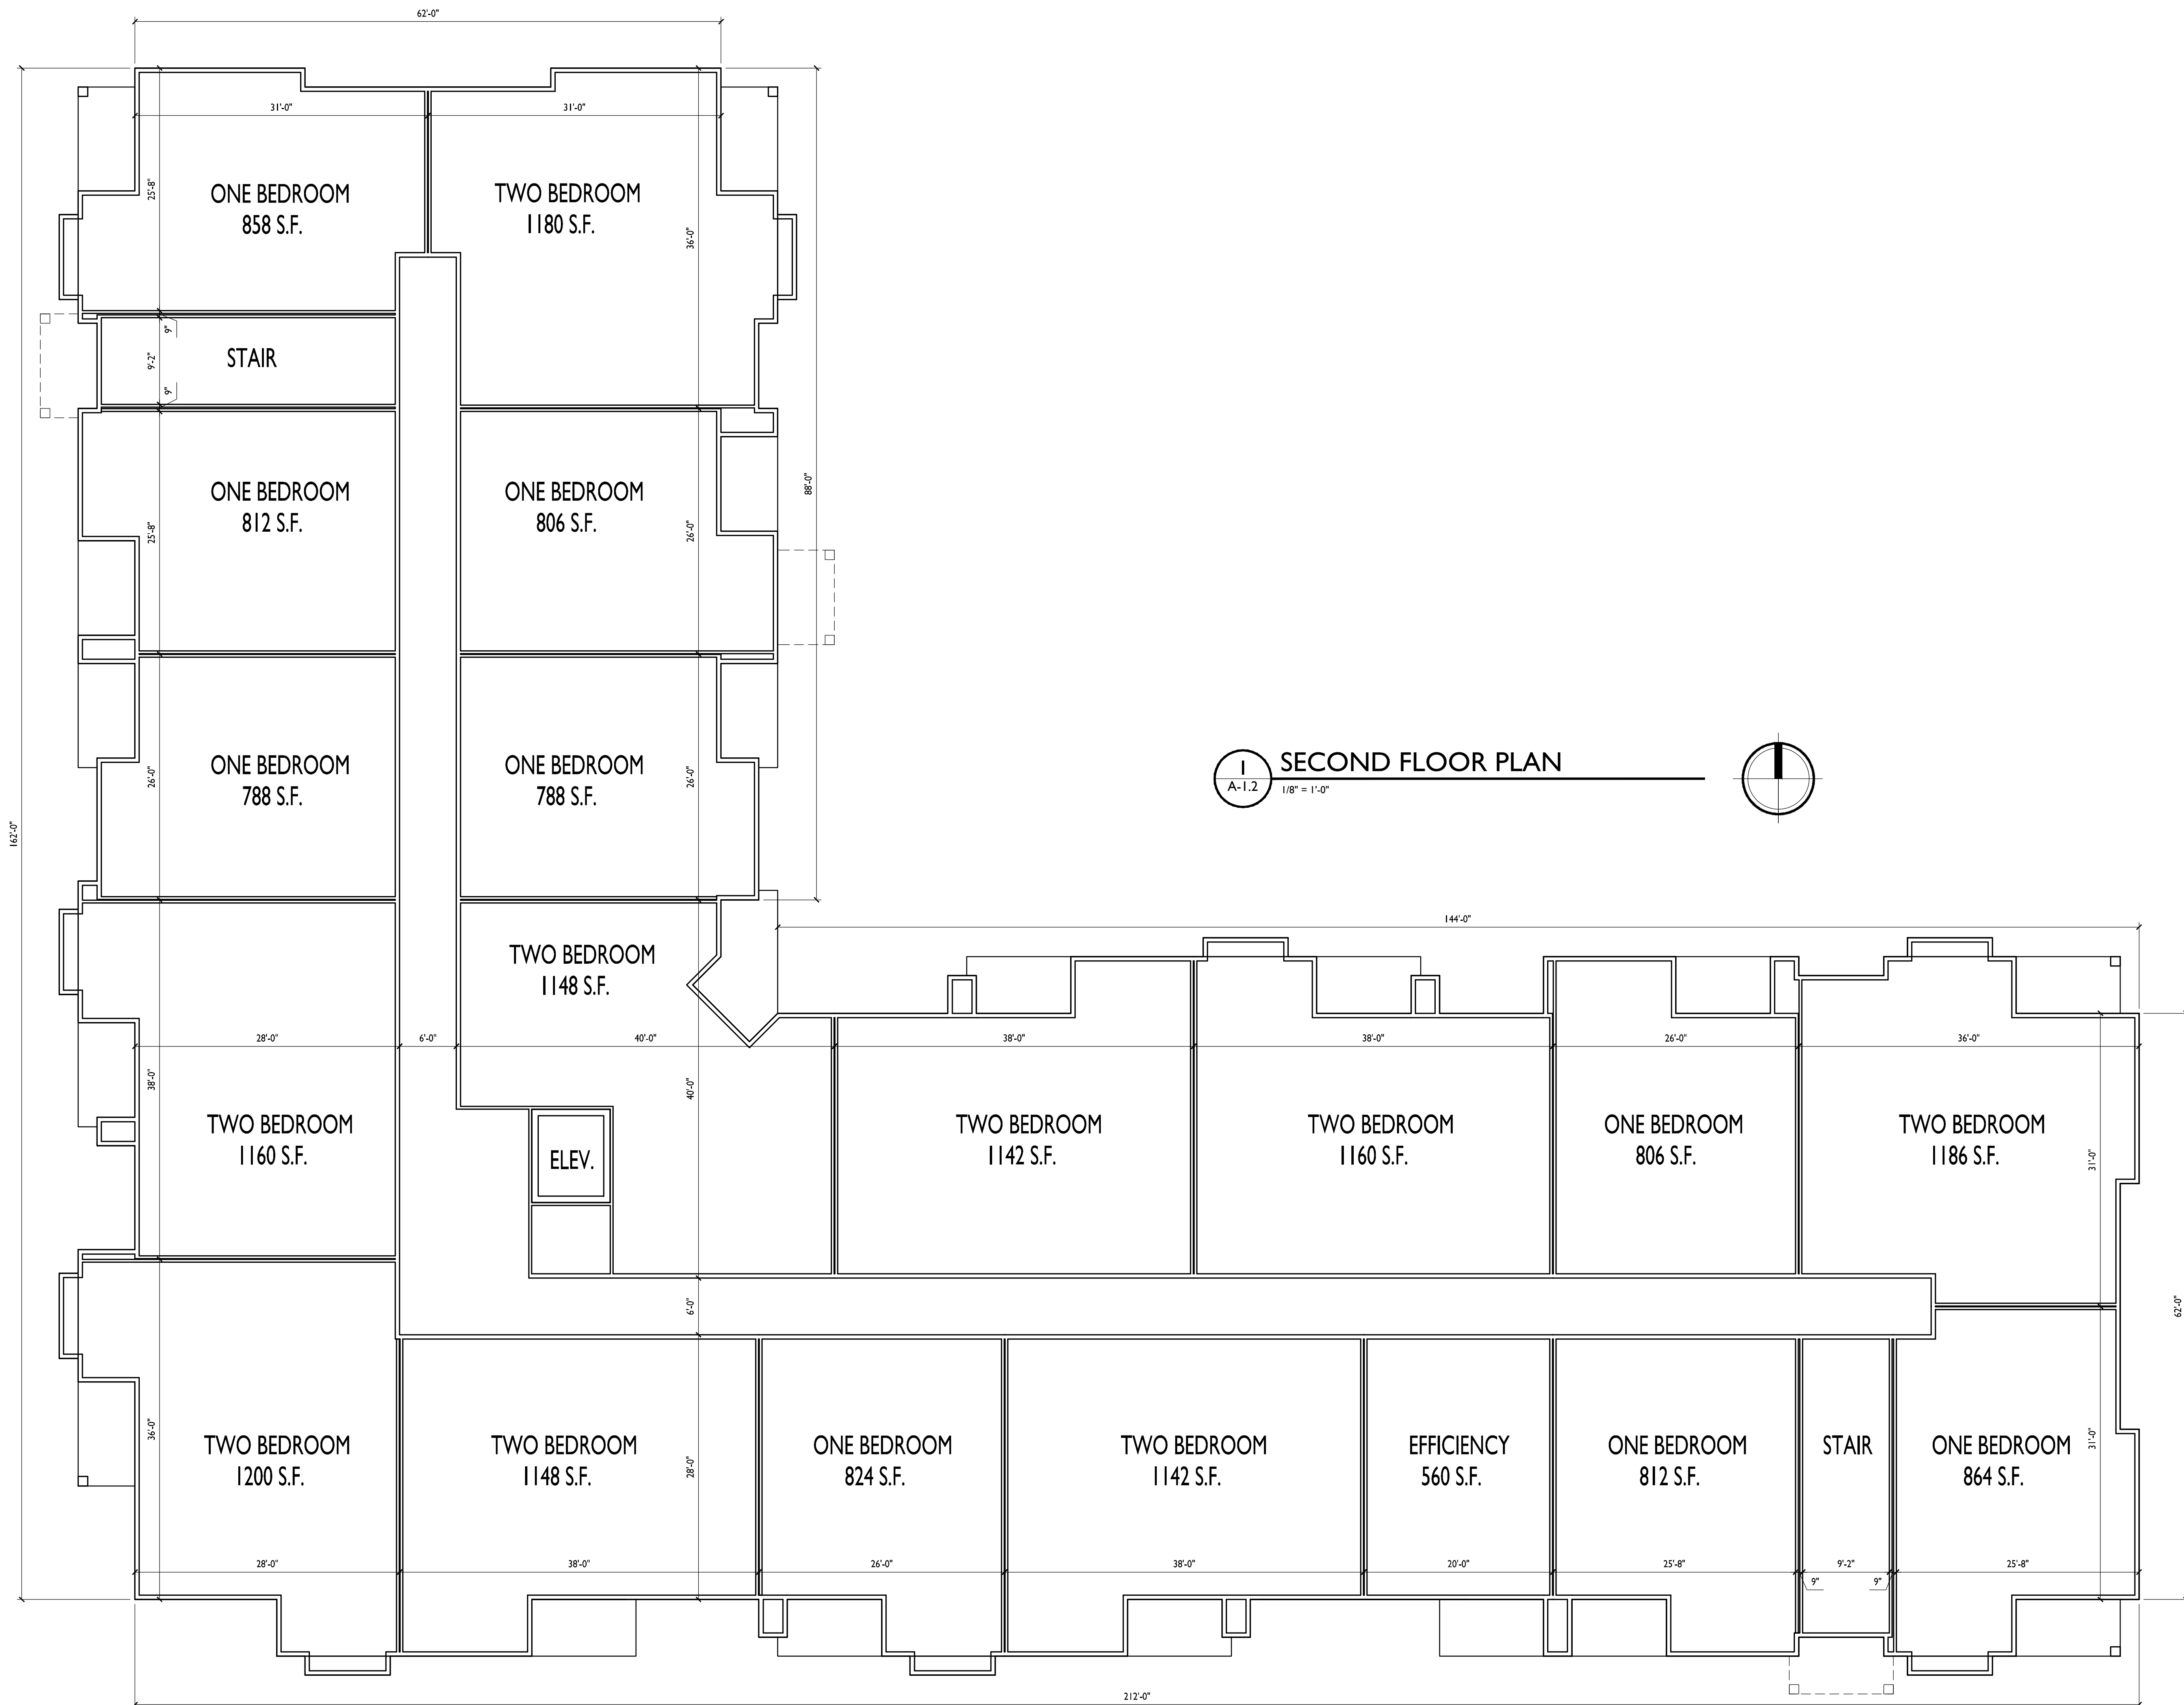 62'-0"
31'-0"
31'-0"
25'-8"
ONE BEDROOM
858 S.F.
TWO BEDROOM
1180 S.F.
36'-0"
9"
9'-2"
STAIR
9"
88'-0"
25'-8"
ONE BEDROOM
812 S.F.
ONE BEDROOM
806 S.F.
26'-0"
162'-0"
26'-0"
ONE BEDROOM
788 S.F.
ONE BEDROOM
788 S.F.
26'-0"
1
A-1.2
SECOND FLOOR PLAN
1/8" = 1'-0"
144'-0"
TWO BEDROOM
1148 S.F.
28'-0"
6'-0"
40'-0"
38'-0"
38'-0"
26'-0"
36'-0"
38'-0"
40'-0"
TWO BEDROOM
1160 S.F.
ELEV.
TWO BEDROOM
1142 S.F.
TWO BEDROOM
1160 S.F.
ONE BEDROOM
806 S.F.
TWO BEDROOM
1186 S.F.
31'-0"
6'-0"
62'-0"
36'-0"
TWO BEDROOM
1200 S.F.
TWO BEDROOM
1148 S.F.
28'-0"
ONE BEDROOM
824 S.F.
TWO BEDROOM
1142 S.F.
EFFICIENCY
560 S.F.
ONE BEDROOM
812 S.F.
STAIR
ONE BEDROOM
864 S.F.
31'-0"
28'-0"
38'-0"
26'-0"
38'-0"
20'-0"
25'-8"
9'-2"
25'-8"
9"
9"
212'-0"